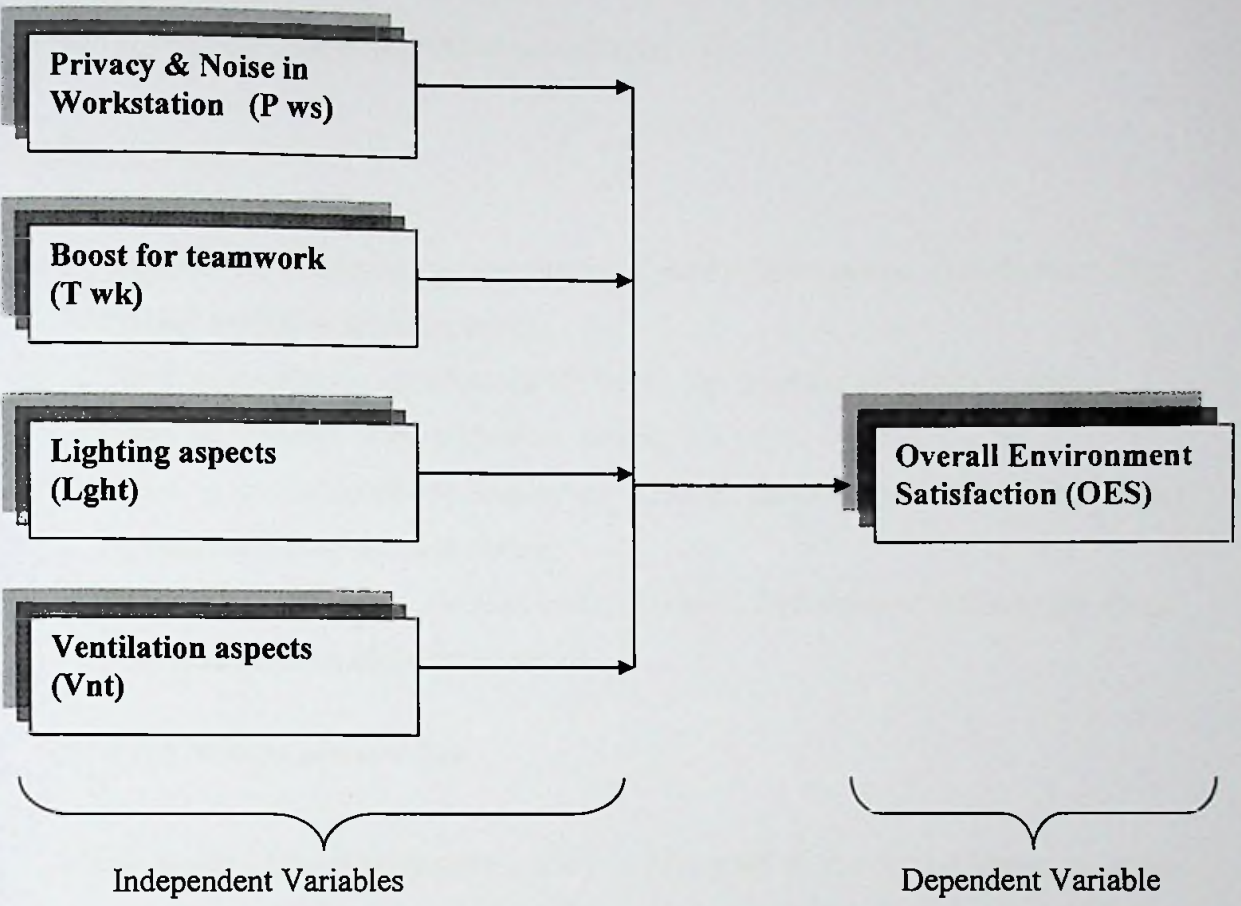 Privacy & Noise in
Workstation (P ws)
Boost for teamwork
(T wk)
Lighting aspects
(Lght)
Ventilation aspects
(Vnt)
Overall Environment
Satisfaction (OES)
Independent Variables
Dependent Variable